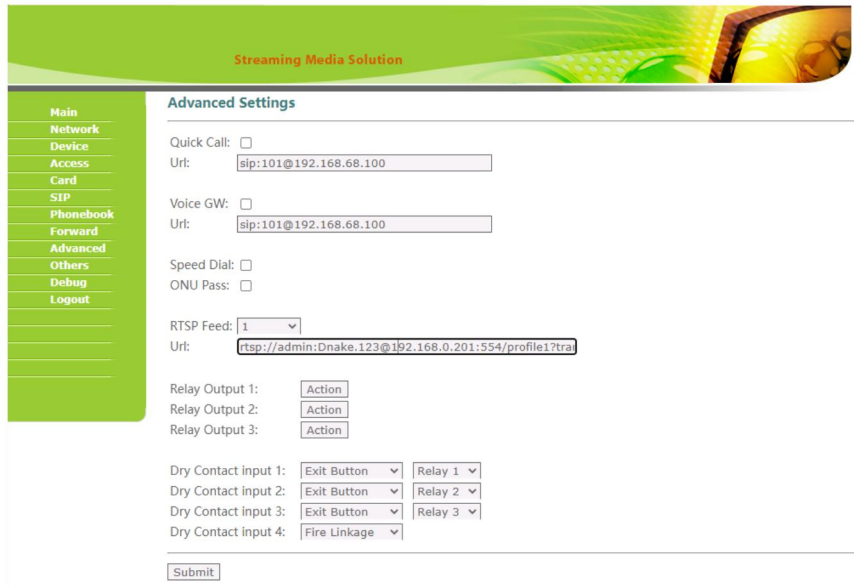 Streaming Media Solution
Main
Network
Device
Access
Card
SIP
Phonebook
Forward
Advanced
Others
Debug
Logout
Advanced Settings
Quick Call:
Url: sip:101@192.168.68.100
Voice GW:
Url: sip:101@192.168.68.100
Speed Dial:
ONU Pass:
RTSP Feed: 1
Url: rtsp://admin:Dnake.123@192.168.0.201:554/profile1?tra
Relay Output 1: Action
Relay Output 2: Action
Relay Output 3: Action
Dry Contact input 1: Exit Button Relay 1
Dry Contact input 2: Exit Button Relay 2
Dry Contact input 3: Exit Button Relay 3
Dry Contact input 4: Fire Linkage
Submit